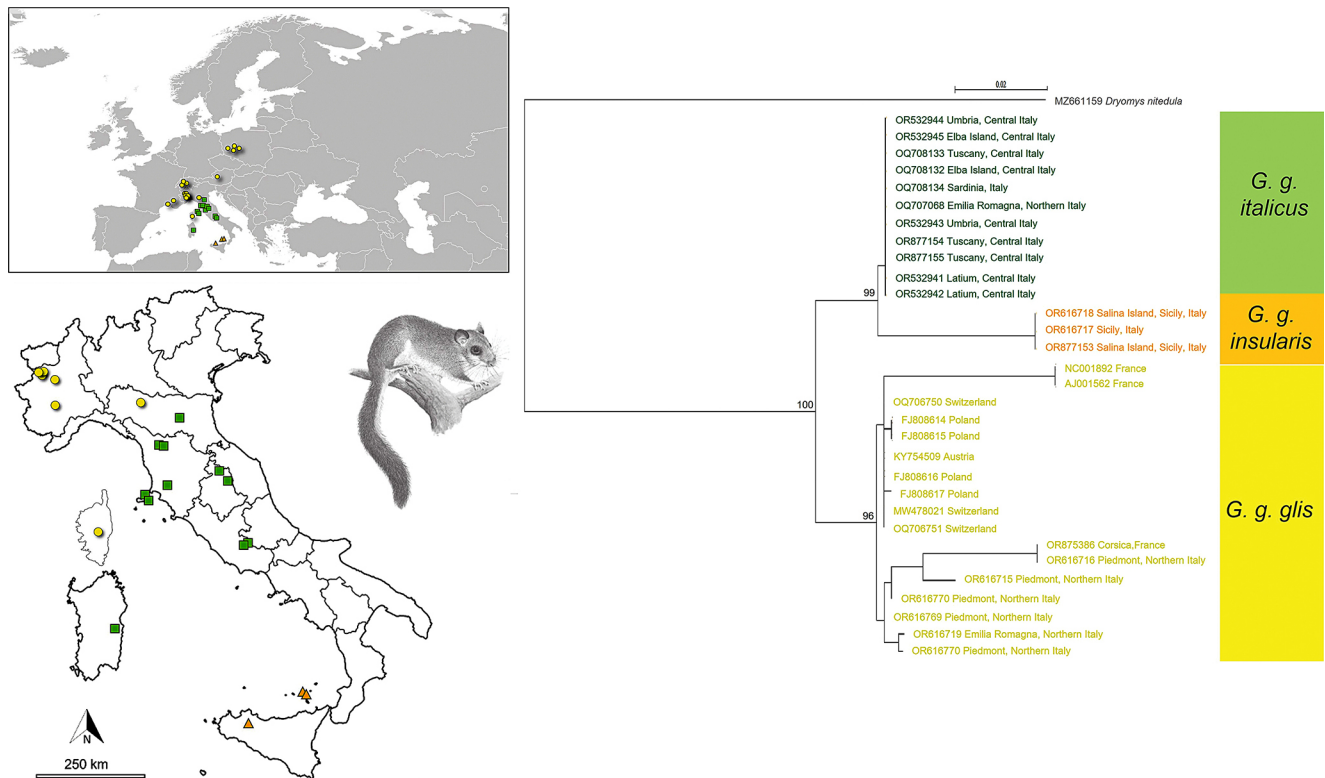 0.02
MZ661159 Dryomys nitedula
OR532944 Umbria, Central Italy
OR532945 Elba Island, Central Italy
OQ708133 Tuscany, Central Italy
OQ708132 Elba Island, Central Italy
OQ708134 Sardinia, Italy
OQ707068 Emilia Romagna, Northern Italy
OR532943 Umbria, Central Italy
OR877154 Tuscany, Central Italy
OR877155 Tuscany, Central Italy
OR532941 Latium, Central Italy
OR532942 Latium, Central Italy
G. g.
italicus
99
OR616718 Salina Island, Sicily, Italy
OR616717 Sicily, Italy
OR877153 Salina Island, Sicily, Italy
G. g.
insularis
NC001892 France
AJ001562 France
100
OQ706750 Switzerland
FJ808614 Poland
FJ808615 Poland
KY754509 Austria
FJ808616 Poland
FJ808617 Poland
MW478021 Switzerland
96
OQ706751 Switzerland
G. g. glis
OR875386 Corsica,France
OR616716 Piedmont, Northern Italy
OR616715 Piedmont, Northern Italy
OR616770 Piedmont, Northern Italy
OR616769 Piedmont, Northern Italy
OR616719 Emilia Romagna, Northern Italy
OR616770 Piedmont, Northern Italy
N
250 km